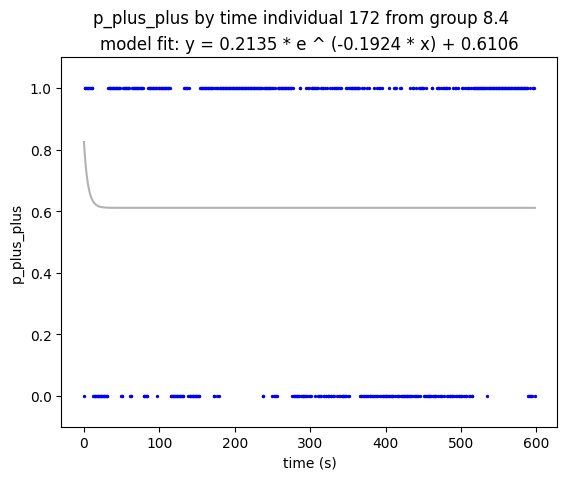 p_plus_plus by time individual 172 from group 8.4
model fit: y = 0.2135 * e ^ (-0.1924 * x) + 0.6106
1.0
0.8
0.6
0.4
0.2
0.0
p_plus_plus
0 100 200 300 400 500 600
time (s)